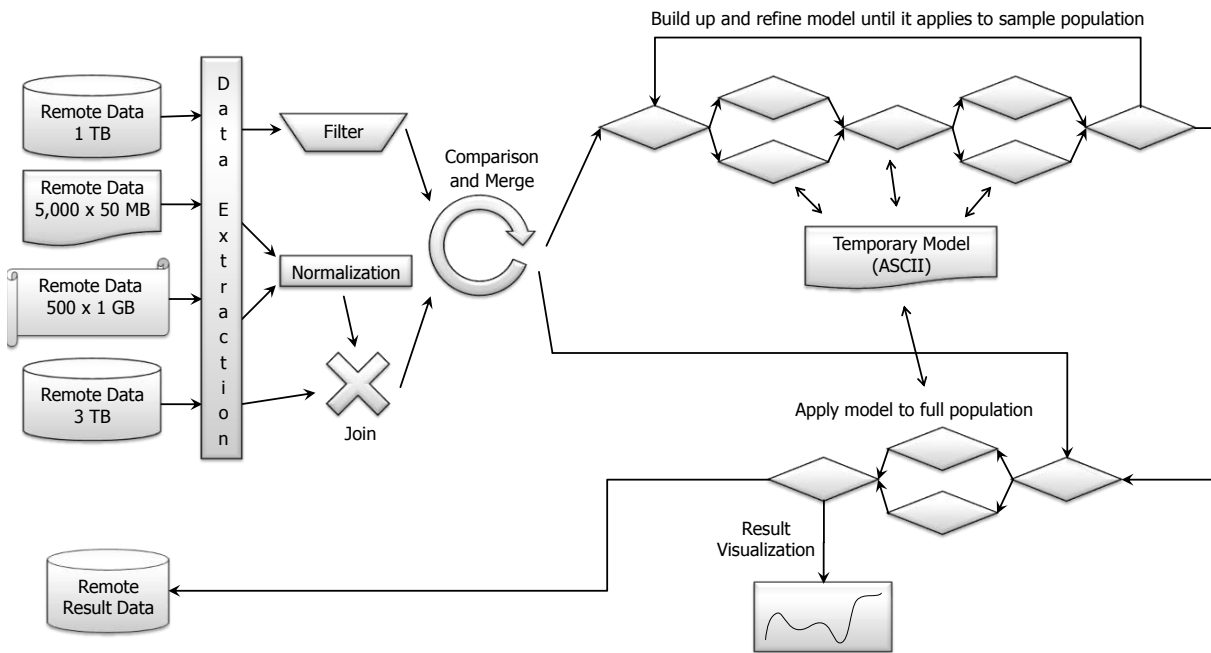 Build up and refine model until it applies to sample population
Remote Data
1 TB
Remote Data
5,000 x 50 MB
Remote Data
500 x 1 GB
Remote Data
3 TB
Data Extraction
Filter
Normalization
Join
Comparison
and Merge
Temporary Model
(ASCII)
Apply model to full population
Result
Visualization
Remote
Result Data